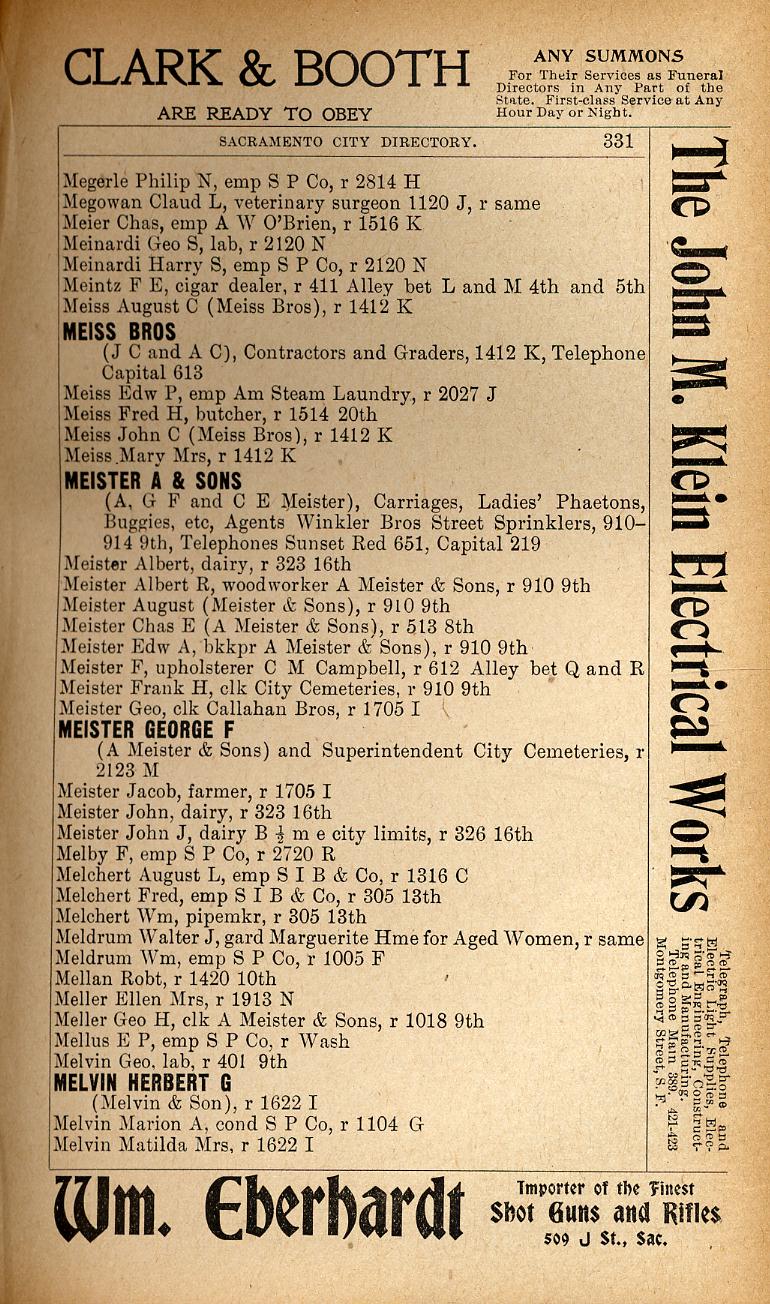 CLARK & BOOTH
ARE READY TO OBEY
ANY SUMMONS
For Their Services as Funeral
Directors in Any Part of the
State. First-class Service at Any
Hour Day or Night.
SACRAMENTO CITY DIRECTORY. 331
Megerle Philip N, emp S P Co, r 2814 H
Megowan Claud L, veterinary surgeon 1120 J, r same
Meier Chas, emp A W O'Brien, r 1516 K
Meinardi Geo S, lab, r 2120 N
Meinardi Harry S, emp S P Co, r 2120 N
Meintz F E, cigar dealer, r 411 Alley bet L and M 4th and 5th
Meiss August C (Meiss Bros), r 1412 K
MEISS BROS
(J C and A C), Contractors and Graders, 1412 K, Telephone
Capital 613
Meiss Edw P, emp Am Steam Laundry, r 2027 J
Meiss Fred H, butcher, r 1514 20th
Meiss John C (Meiss Bros), r 1412 K
Meiss Mary Mrs, r 1412 K
MEISTER A & SONS
(A, G F and C E Meister), Carriages, Ladies' Phaetons,
Buggies, etc, Agents Winkler Bros Street Sprinklers, 910–
914 9th, Telephones Sunset Red 651, Capital 219
Meister Albert, dairy, r 323 16th
Meister Albert R, woodworker A Meister & Sons, r 910 9th
Meister August (Meister & Sons), r 910 9th
Meister Chas E (A Meister & Sons), r 513 8th
Meister Edw A, bkkpr A Meister & Sons), r 910 9th
Meister F, upholsterer C M Campbell, r 612 Alley bet Q and R
Meister Frank H, clk City Cemeteries, r 910 9th
Meister Geo, clk Callahan Bros, r 1705 I
MEISTER GEORGE F
(A Meister & Sons) and Superintendent City Cemeteries, r
2123 M
Meister Jacob, farmer, r 1705 I
Meister John, dairy, r 323 16th
Meister John J, dairy B ½ m e city limits, r 326 16th
Melby F, emp S P Co, r 2720 R
Melchert August L, emp S I B & Co, r 1316 C
Melchert Fred, emp S I B & Co, r 305 13th
Melchert Wm, pipemkr, r 305 13th
Meldrum Walter J, gard Marguerite Hme for Aged Women, r same
Meldrum Wm, emp S P Co, r 1005 F
Mellan Robt, r 1420 10th
Meller Ellen Mrs, r 1913 N
Meller Geo H, clk A Meister & Sons, r 1018 9th
Mellus E P, emp S P Co, r Wash
Melvin Geo, lab, r 401 9th
MELVIN HERBERT G
(Melvin & Son), r 1622 I
Melvin Marion A, cond S P Co, r 1104 G
Melvin Matilda Mrs, r 1622 I
The John M. Klein Electrical Works
Telegraph, Telephone and
Electric Light Supplies, Elec-
trical Engineering, Construct-
ing and Manufacturing.
Telephone Main 389. 421-423
Montgomery Street, S. F.
Wm. Eberhardt
Importer of the Finest
Shot Guns and Rifles
509 J St., Sac.